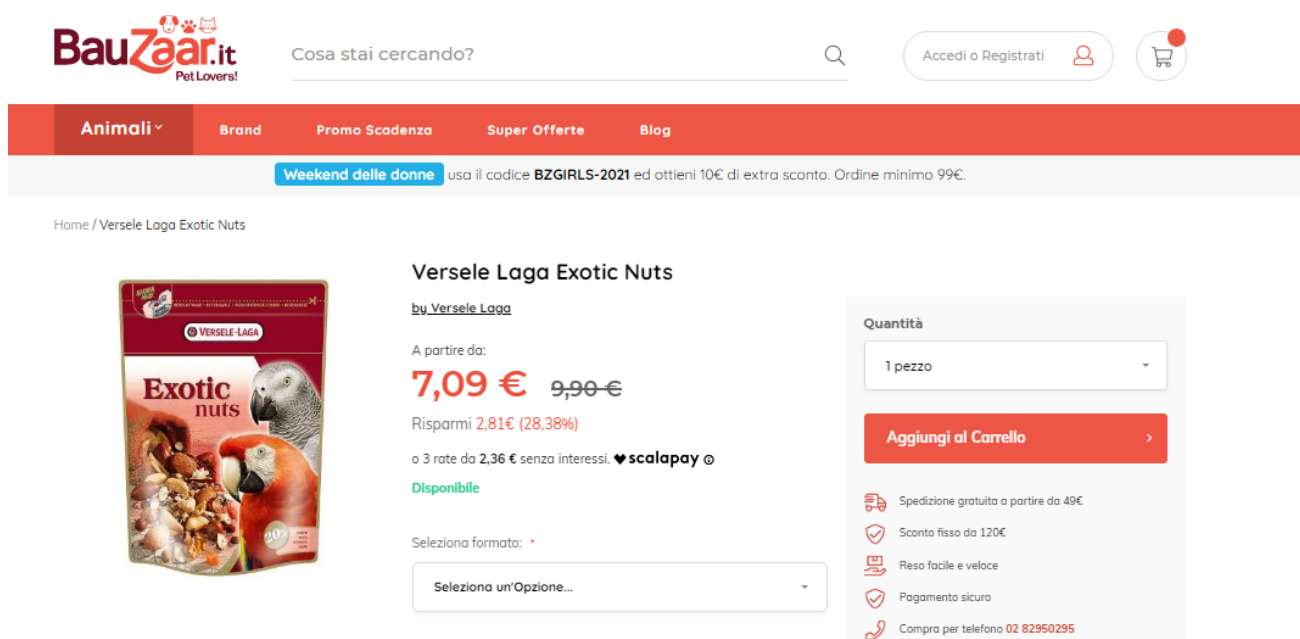 BauZaar.it
Pet Lovers!
Cosa stai cercando?
Accedi o Registrati
Animali
Brand
Promo Scadenza
Super Offerte
Blog
Weekend delle donne usa il codice BZGIRLS-2021 ed ottieni 10€ di extra sconto. Ordine minimo 99€.
Home / Versele Laga Exotic Nuts
VERSELE-LAGA
Exotic
nuts
20%
Versele Laga Exotic Nuts
by Versele Laga
A partire da:
7,09 € 9,90 €
Risparmi 2,81€ (28,38%)
o 3 rate da 2,36 € senza interessi. scalapay
Disponibile
Seleziona formato: *
Seleziona un'Opzione...
Quantità
1 pezzo
Aggiungi al Carrello
Spedizione gratuita a partire da 49€
Sconto fisso da 120€
Reso facile e veloce
Pagamento sicuro
Compra per telefono 02 82950295